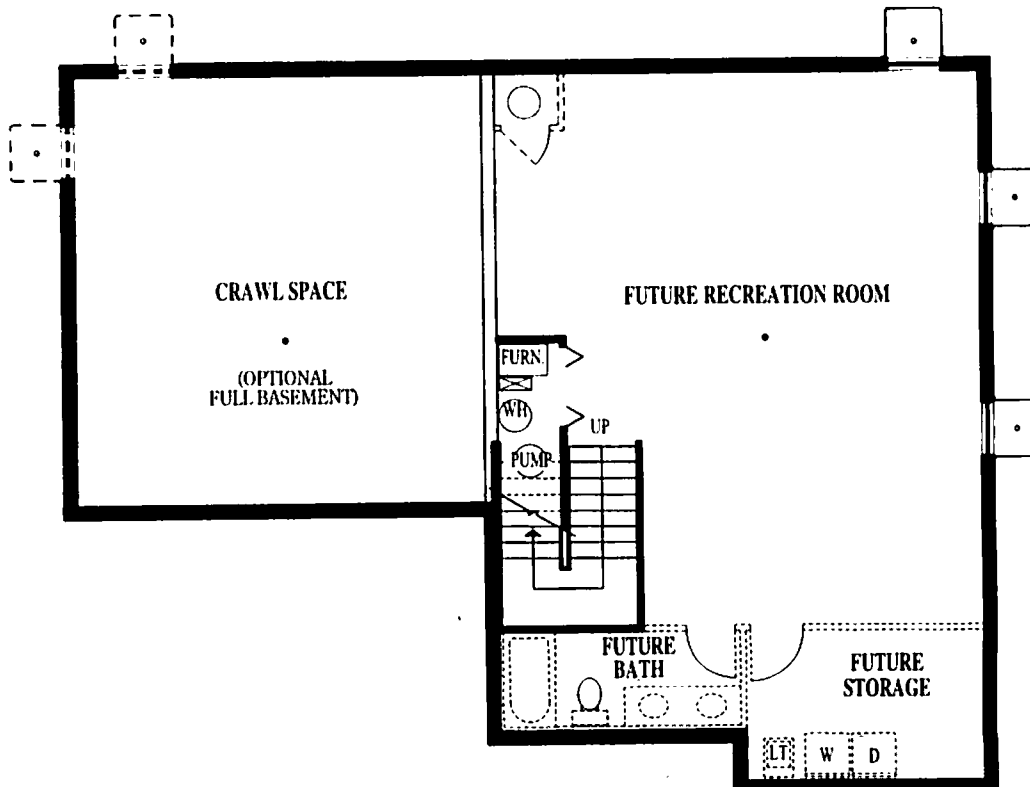 CRAWL SPACE
(OPTIONAL
FULL BASEMENT)
FUTURE RECREATION ROOM
FURN.
WH
UP
PUMP
FUTURE
BATH
FUTURE
STORAGE
LT
W
D